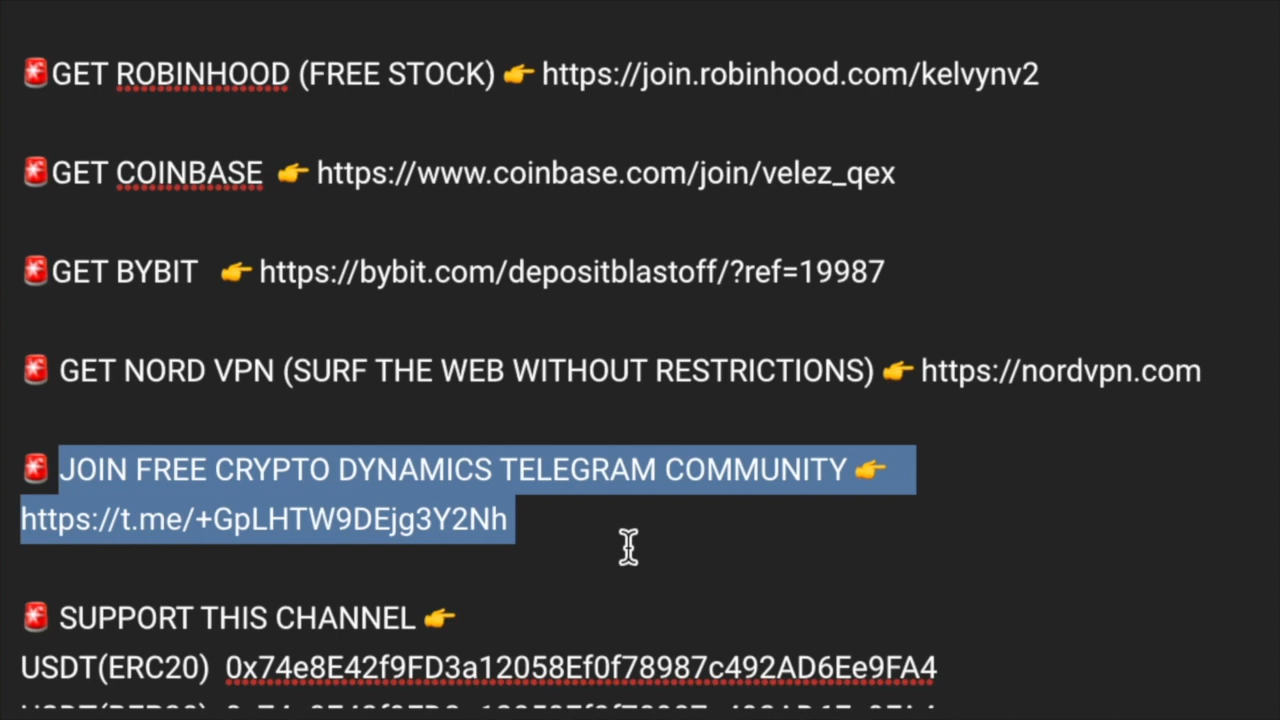 🚨GET ROBINHOOD (FREE STOCK) 👉 https://join.robinhood.com/kelvynv2
🚨GET COINBASE 👉 https://www.coinbase.com/join/velez_qex
🚨GET BYBIT 👉 https://bybit.com/depositblastoff/?ref=19987
🚨 GET NORD VPN (SURF THE WEB WITHOUT RESTRICTIONS) 👉 https://nordvpn.com
🚨 JOIN FREE CRYPTO DYNAMICS TELEGRAM COMMUNITY 👉
https://t.me/+GpLHTW9DEjg3Y2Nh
🚨 SUPPORT THIS CHANNEL 👉
USDT(ERC20) 0x74e8E42f9FD3a12058Ef0f78987c492AD6Ee9FA4